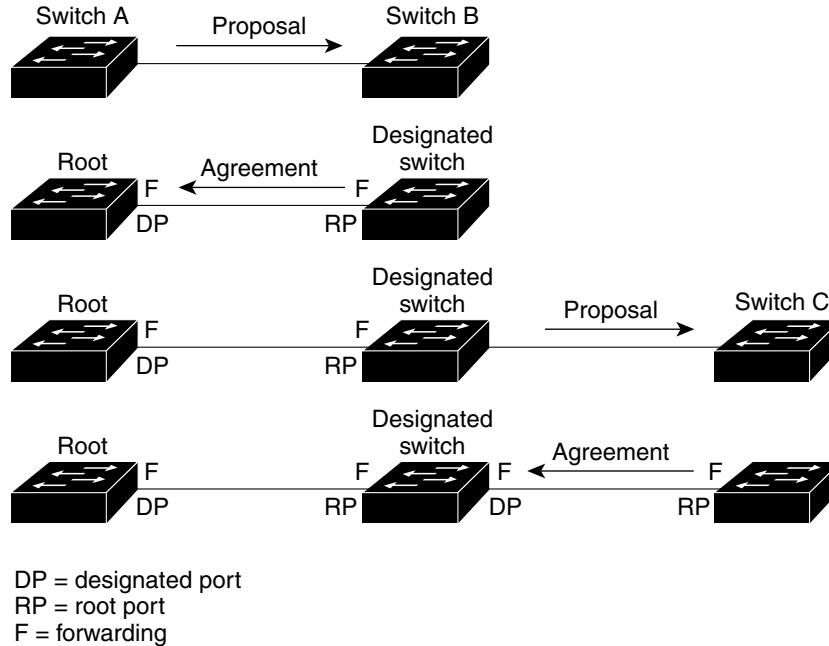 Switch A
Proposal
Switch B
Root
F
Agreement
F
Designated
switch
DP
RP
Root
F
F
Designated
switch
Proposal
Switch C
DP
RP
Root
F
F
Designated
switch
F
Agreement
F
DP
RP
DP
RP
DP = designated port
RP = root port
F = forwarding